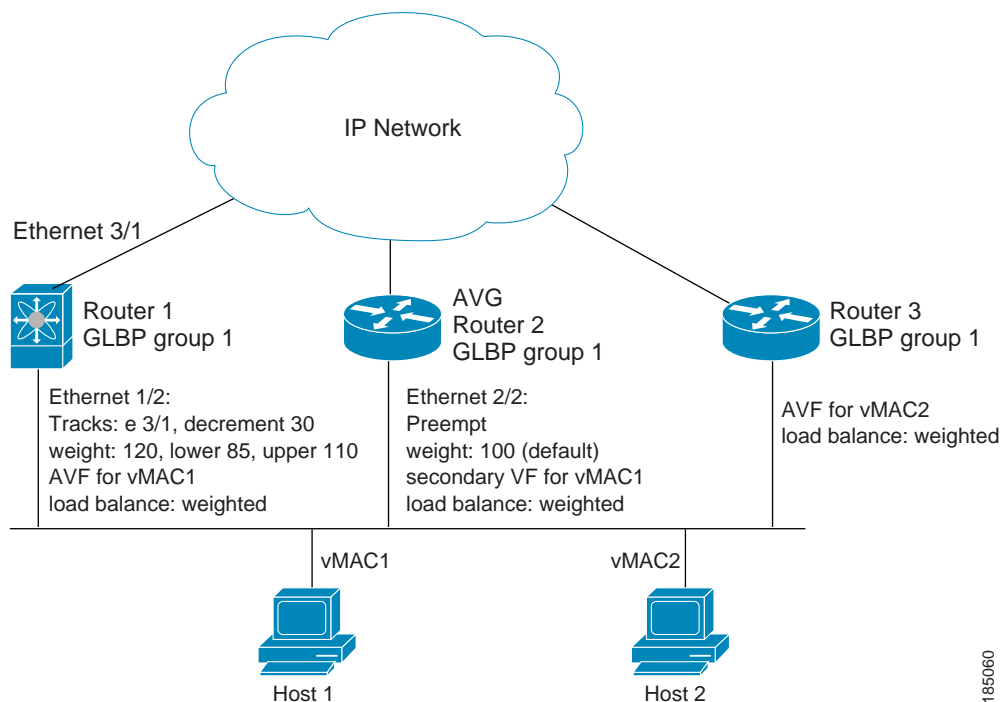 IP Network
Ethernet 3/1
Router 1
GLBP group 1
AVG
Router 2
GLBP group 1
Router 3
GLBP group 1
Ethernet 1/2:
Tracks: e 3/1, decrement 30
weight: 120, lower 85, upper 110
AVF for vMAC1
load balance: weighted
Ethernet 2/2:
Preempt
weight: 100 (default)
secondary VF for vMAC1
load balance: weighted
AVF for vMAC2
load balance: weighted
vMAC1
vMAC2
Host 1
Host 2
185060